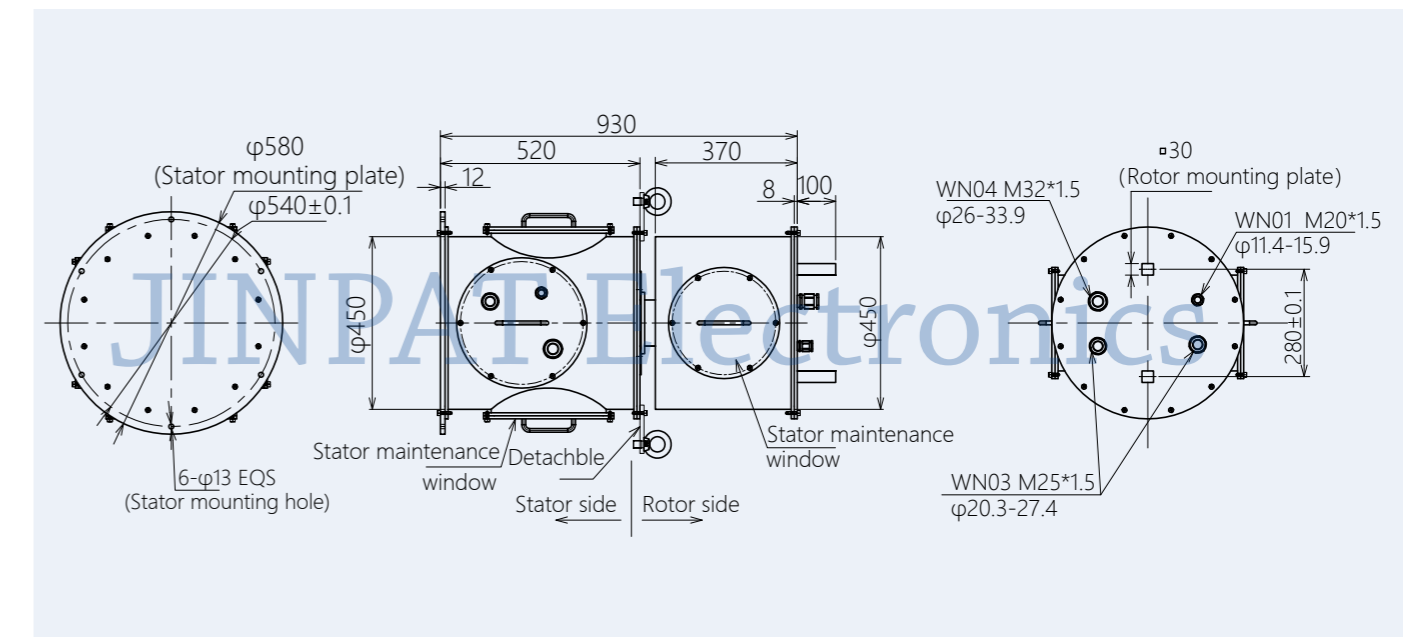 φ580
(Stator mounting plate)
φ540±0.1
6-φ13 EQS
(Stator mounting hole)
930
520
370
12
8
100
φ450
φ450
Stator maintenance
window
Detachble
Stator maintenance
window
Stator side
Rotor side
▫30
(Rotor mounting plate)
WN04 M32*1.5
φ26-33.9
WN01 M20*1.5
φ11.4-15.9
280±0.1
WN03 M25*1.5
φ20.3-27.4
JINPAT Electronics